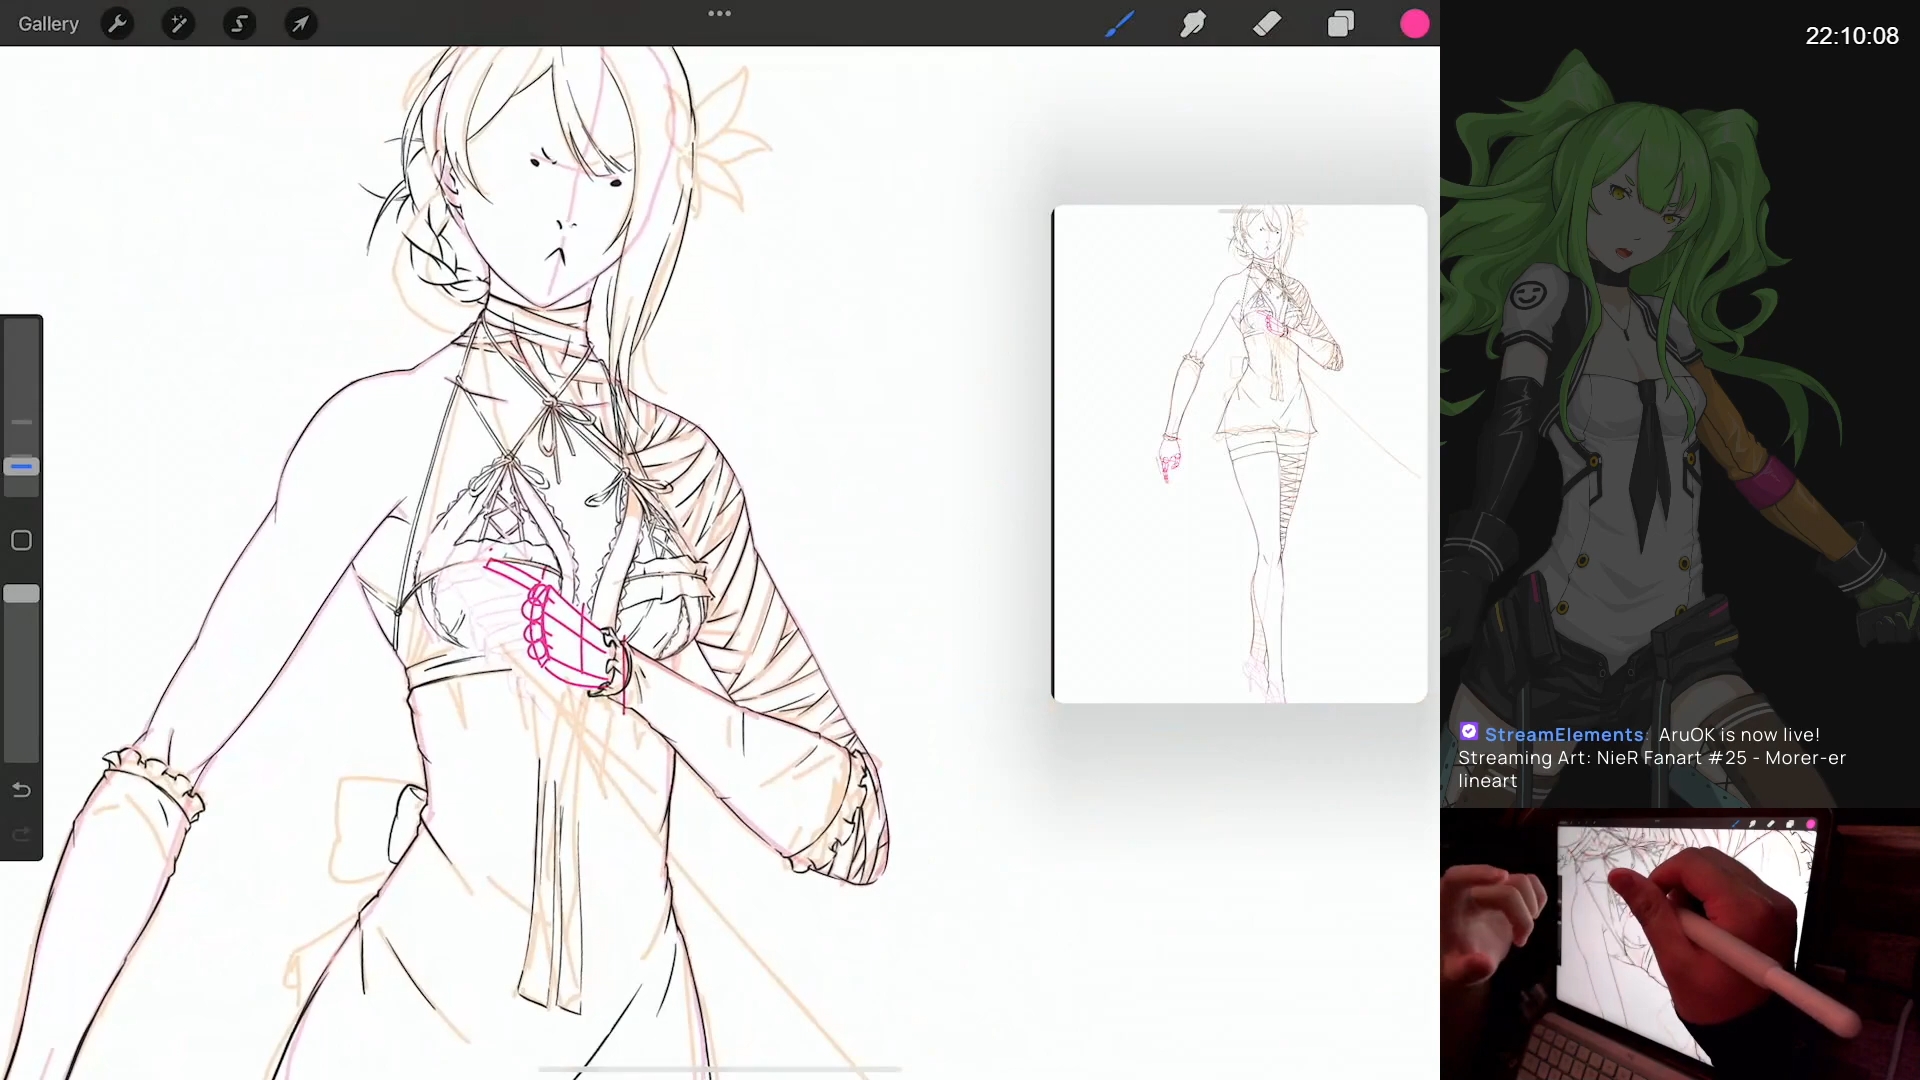 Gallery
22:10:08
StreamElements: AruOK is now live!
Streaming Art: NieR Fanart #25 - Morer-er
lineart